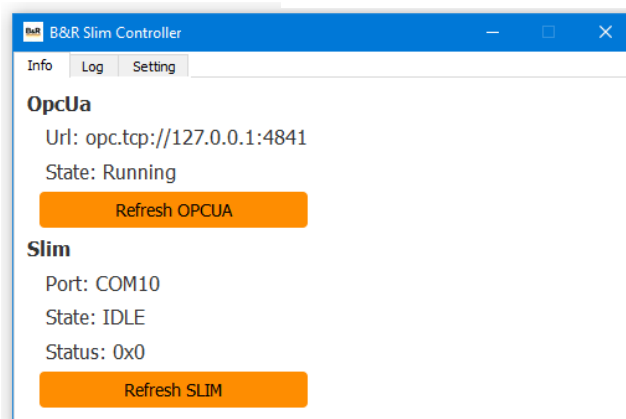 B&R B&R Slim Controller
Info Log Setting
OpcUa
Url: opc.tcp://127.0.0.1:4841
State: Running
Refresh OPCUA
Slim
Port: COM10
State: IDLE
Status: 0x0
Refresh SLIM